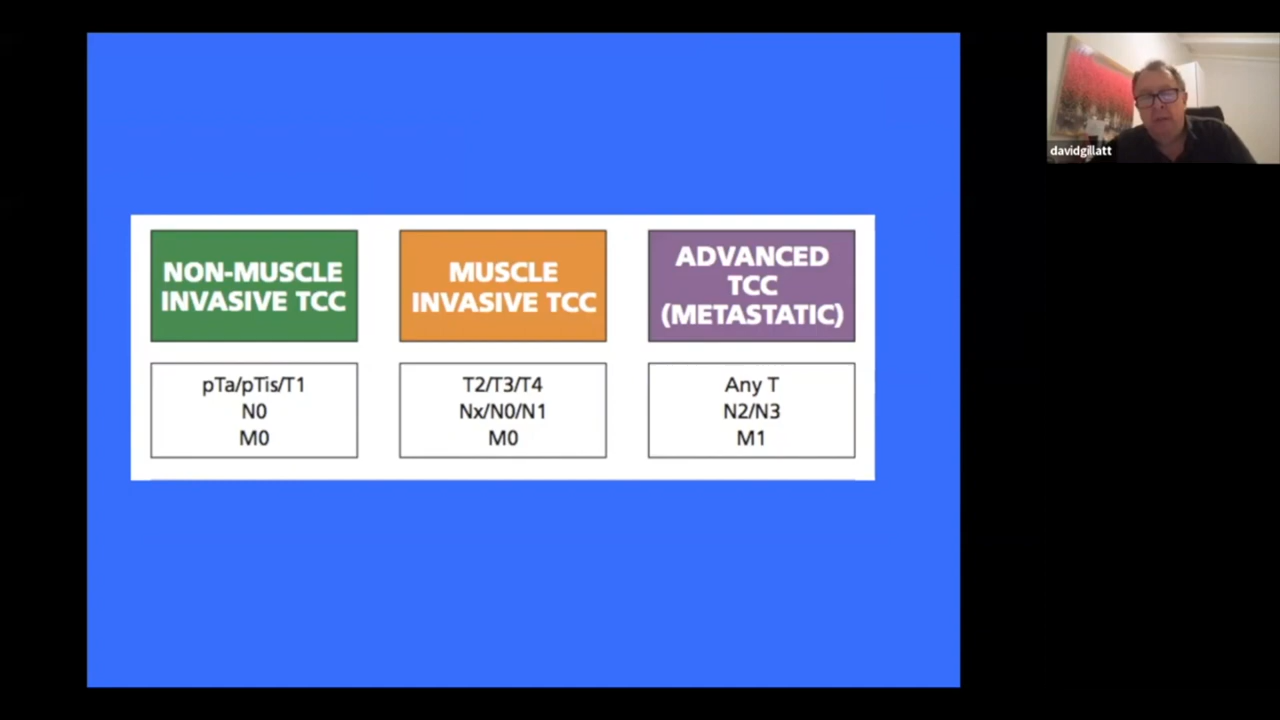 NON-MUSCLE
INVASIVE TCC
MUSCLE
INVASIVE TCC
ADVANCED
TCC
(METASTATIC)
pTa/pTis/T1
N0
M0
T2/T3/T4
Nx/N0/N1
M0
Any T
N2/N3
M1
davidgillatt